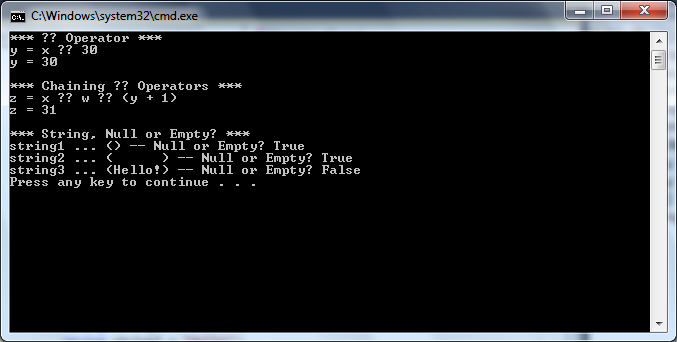 C:\Windows\system32\cmd.exe
*** ?? Operator ***
y = x ?? 30
y = 30
*** Chaining ?? Operators ***
z = x ?? w ?? (y + 1)
z = 31
*** String, Null or Empty? ***
string1 ... () -- Null or Empty? True
string2 ... (      ) -- Null or Empty? True
string3 ... (Hello!) -- Null or Empty? False
Press any key to continue . . .